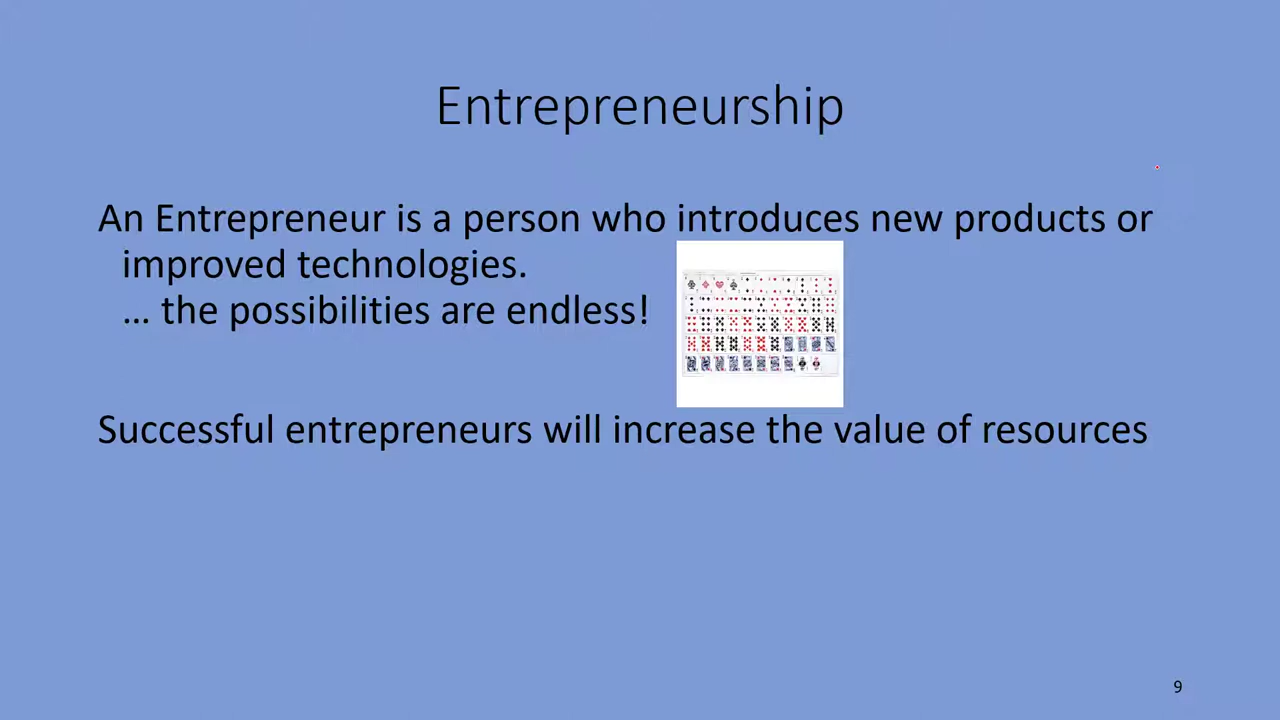 Entrepreneurship
An Entrepreneur is a person who introduces new products or
improved technologies.
… the possibilities are endless!
Successful entrepreneurs will increase the value of resources
9